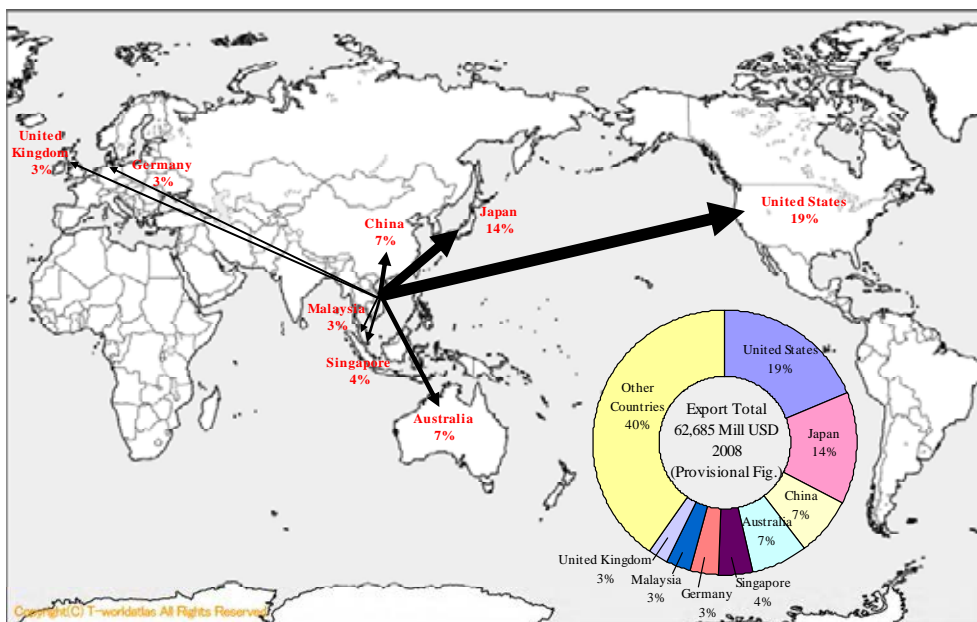 United
Kingdom
3%
Germany
3%
China
7%
Japan
14%
United States
19%
Malaysia
3%
Singapore
4%
Australia
7%
United States
19%
Japan
14%
China
7%
Australia
7%
Singapore
4%
Germany
3%
Malaysia
3%
United Kingdom
3%
Other
Countries
40%
Export Total
62,685 Mill USD
2008
(Provisional Fig.)
Copyright(C) T-worldatlas All Rights Reserved